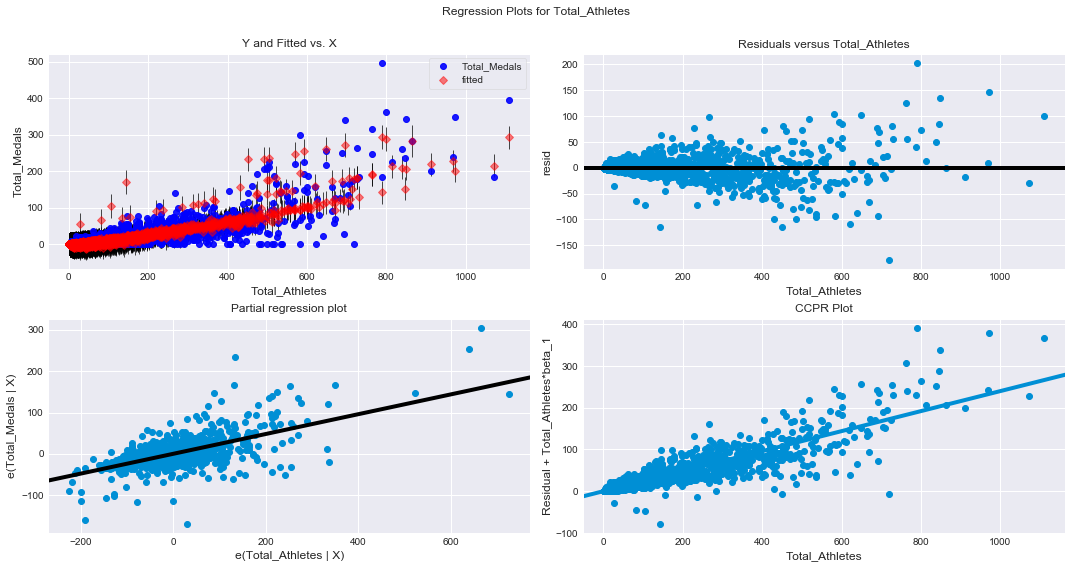 Regression Plots for Total_Athletes
Y and Fitted vs. X
500
400
300
200
100
0
Total_Medals
Total_Medals
fitted
0 200 400 600 800 1000
Total_Athletes
Residuals versus Total_Athletes
200
150
100
50
0
−50
−100
−150
resid
0 200 400 600 800 1000
Total_Athletes
Partial regression plot
300
200
100
0
−100
e(Total_Medals | X)
−200 0 200 400 600
e(Total_Athletes | X)
CCPR Plot
400
300
200
100
0
−100
Residual + Total_Athletes*beta_1
0 200 400 600 800 1000
Total_Athletes